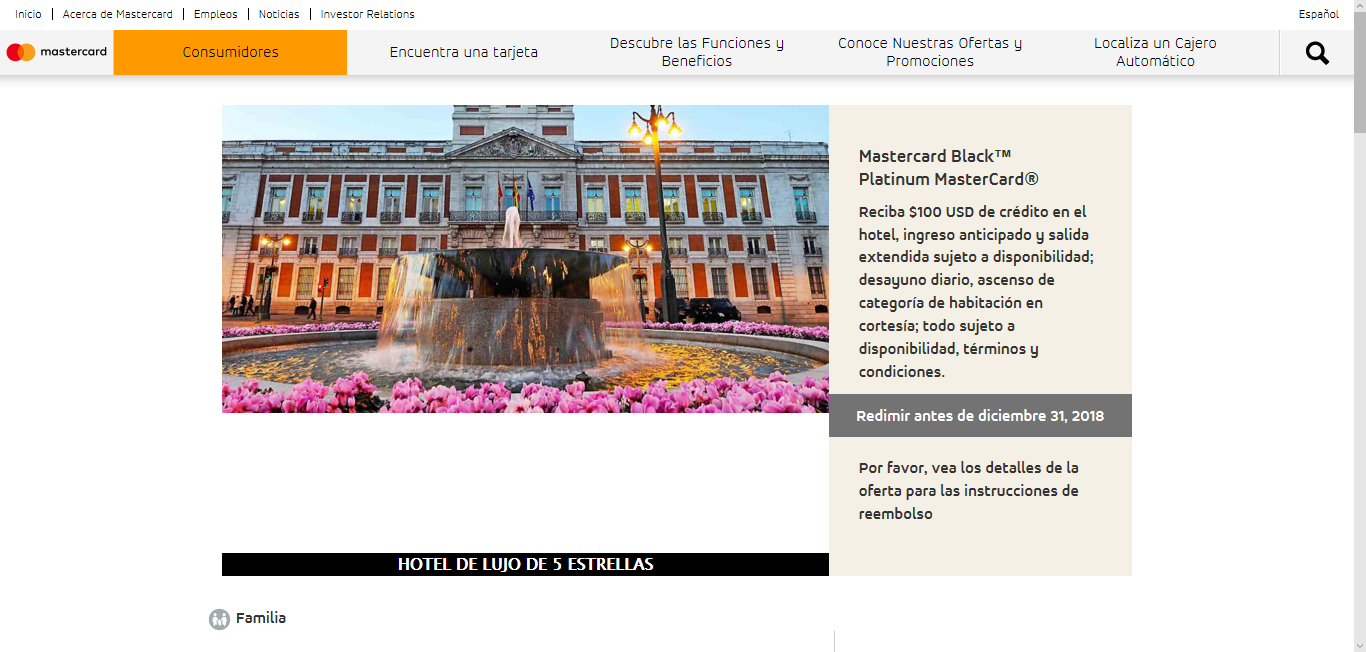 Inicio
Acerca de Mastercard
Empleos
Noticias
Investor Relations
Español
mastercard
Consumidores
Encuentra una tarjeta
Descubre las Funciones y
Beneficios
Conoce Nuestras Ofertas y
Promociones
Localiza un Cajero
Automático
Mastercard Black™
Platinum MasterCard®
Reciba $100 USD de crédito en el
hotel, ingreso anticipado y salida
extendida sujeto a disponibilidad;
desayuno diario, ascenso de
categoría de habitación en
cortesía; todo sujeto a
disponibilidad, términos y
condiciones.
Redimir antes de diciembre 31, 2018
Por favor, vea los detalles de la
oferta para las instrucciones de
reembolso
HOTEL DE LUJO DE 5 ESTRELLAS
Familia